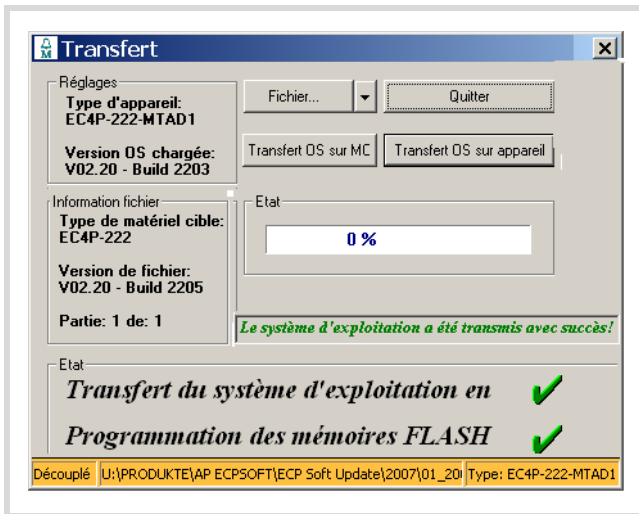 Transfert
Réglages
Type d'appareil:
EC4P-222-MTAD1
Version OS chargée:
V02.20 - Build 2203
Fichier...
Quitter
Transfert OS sur MC
Transfert OS sur appareil
Information fichier
Type de matériel cible:
EC4P-222
Version de fichier:
V02.20 - Build 2205
Partie: 1 de: 1
Etat
0 %
Le système d'exploitation a été transmis avec succès!
Etat
Transfert du système d'exploitation en
Programmation des mémoires FLASH
Découplé U:\PRODUKTE\AP ECPSOFT\ECP Soft Update\2007\01_20 Type: EC4P-222-MTAD1